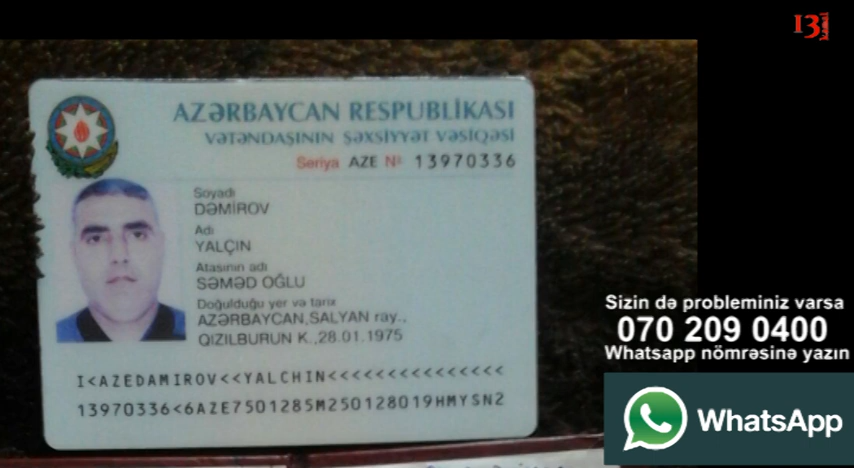 AZƏRBAYCAN RESPUBLİKASI
VƏTƏNDAŞININ ŞƏXSİYYƏT VƏSİQƏSİ
Seriya AZE № 13970336
Soyadı
DƏMİROV
Adı
YALÇIN
Atasının adı
SƏMƏD OĞLU
Doğulduğu yer və tarix
AZƏRBAYCAN,SALYAN ray.,
QIZILBURUN K.,28.01.1975
I<AZEDAMIROV<<YALCHIN<<<<<<<<<<<<<<<
13970336<6AZE7501285M250128019HMYSN2
Sizin də probleminiz varsa
070 209 0400
Whatsapp nömrəsinə yazın
WhatsApp